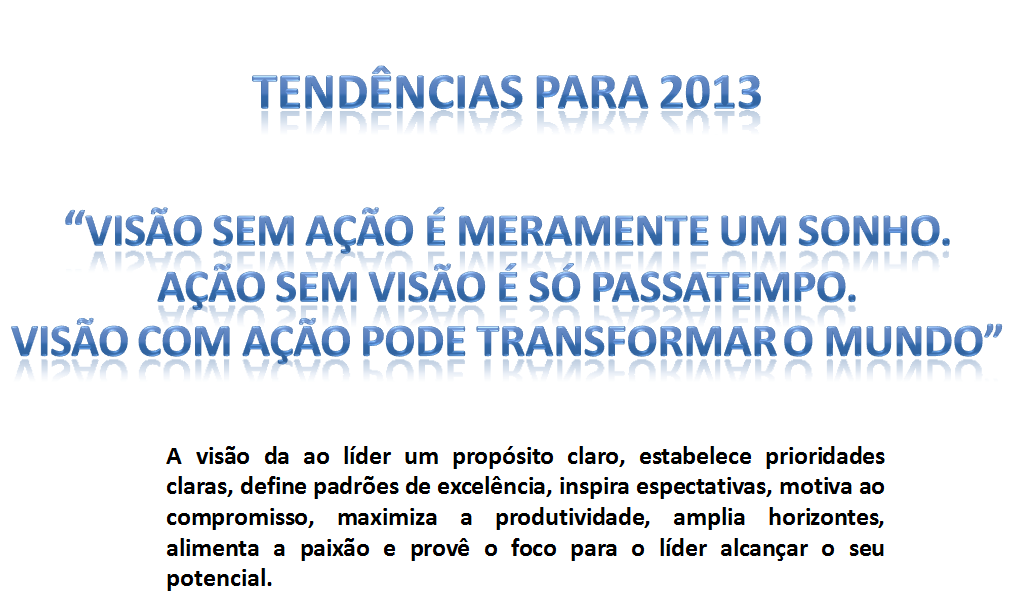 TENDÊNCIAS PARA 2013
“VISÃO SEM AÇÃO É MERAMENTE UM SONHO.
AÇÃO SEM VISÃO É SÓ PASSATEMPO.
VISÃO COM AÇÃO PODE TRANSFORMAR O MUNDO”
A visão da ao líder um propósito claro, estabelece prioridades
claras, define padrões de excelência, inspira espectativas, motiva ao
compromisso, maximiza a produtividade, amplia horizontes,
alimenta a paixão e provê o foco para o líder alcançar o seu
potencial.